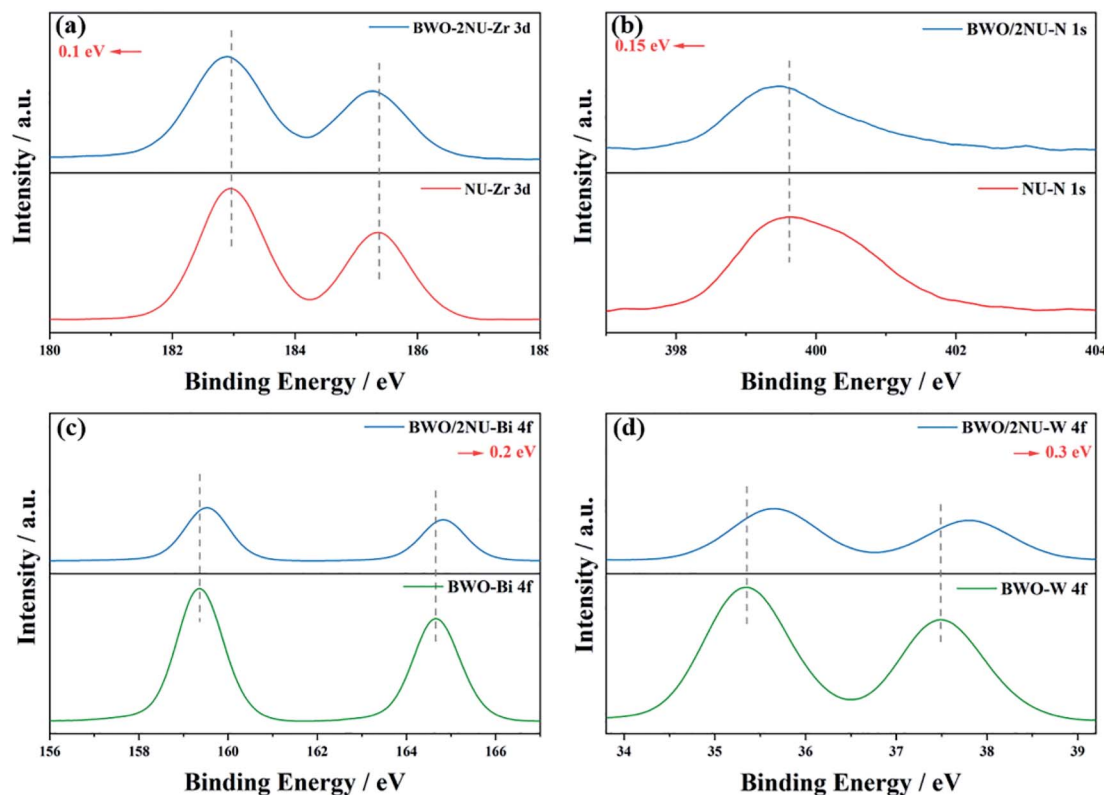 (a)
BWO-2NU-Zr 3d
0.1 eV
NU-Zr 3d
Intensity / a.u.
180 182 184 186 188
Binding Energy / eV
(b)
BWO/2NU-N 1s
0.15 eV
NU-N 1s
Intensity / a.u.
398 400 402 404
Binding Energy / eV
(c)
BWO/2NU-Bi 4f
0.2 eV
BWO-Bi 4f
Intensity / a.u.
156 158 160 162 164 166
Binding Energy / eV
(d)
BWO/2NU-W 4f
0.3 eV
BWO-W 4f
Intensity / a.u.
34 35 36 37 38 39
Binding Energy / eV